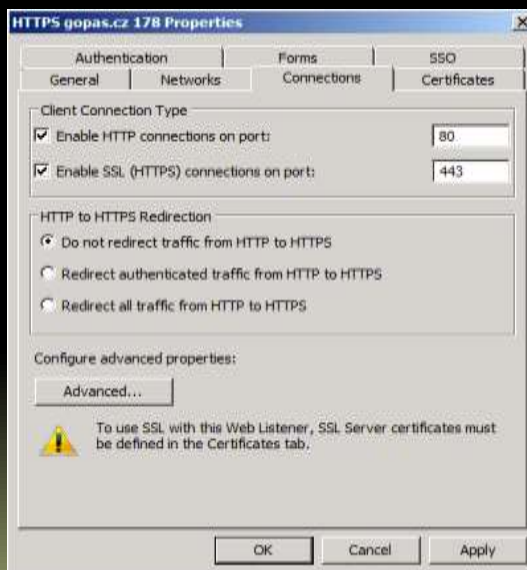 HTTPS gopas.cz 178 Properties
Authentication Forms SSO
General Networks Connections Certificates
Client Connection Type
Enable HTTP connections on port: 80
Enable SSL (HTTPS) connections on port: 443
HTTP to HTTPS Redirection
Do not redirect traffic from HTTP to HTTPS
Redirect authenticated traffic from HTTP to HTTPS
Redirect all traffic from HTTP to HTTPS
Configure advanced properties:
Advanced...
To use SSL with this Web Listener, SSL Server certificates must
be defined in the Certificates tab.
OK Cancel Apply